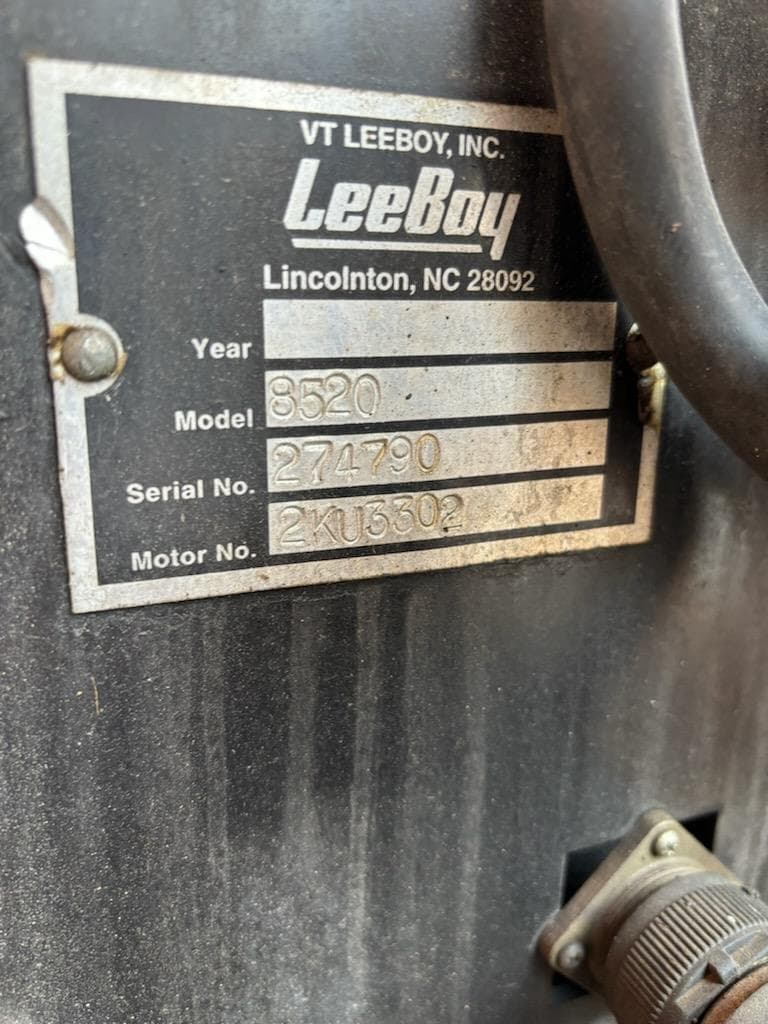 VT LEEBOY, INC.
LeeBoy
Lincolnton, NC 28092
Year
Model 8520
Serial No. 274790
Motor No. 2KU3302